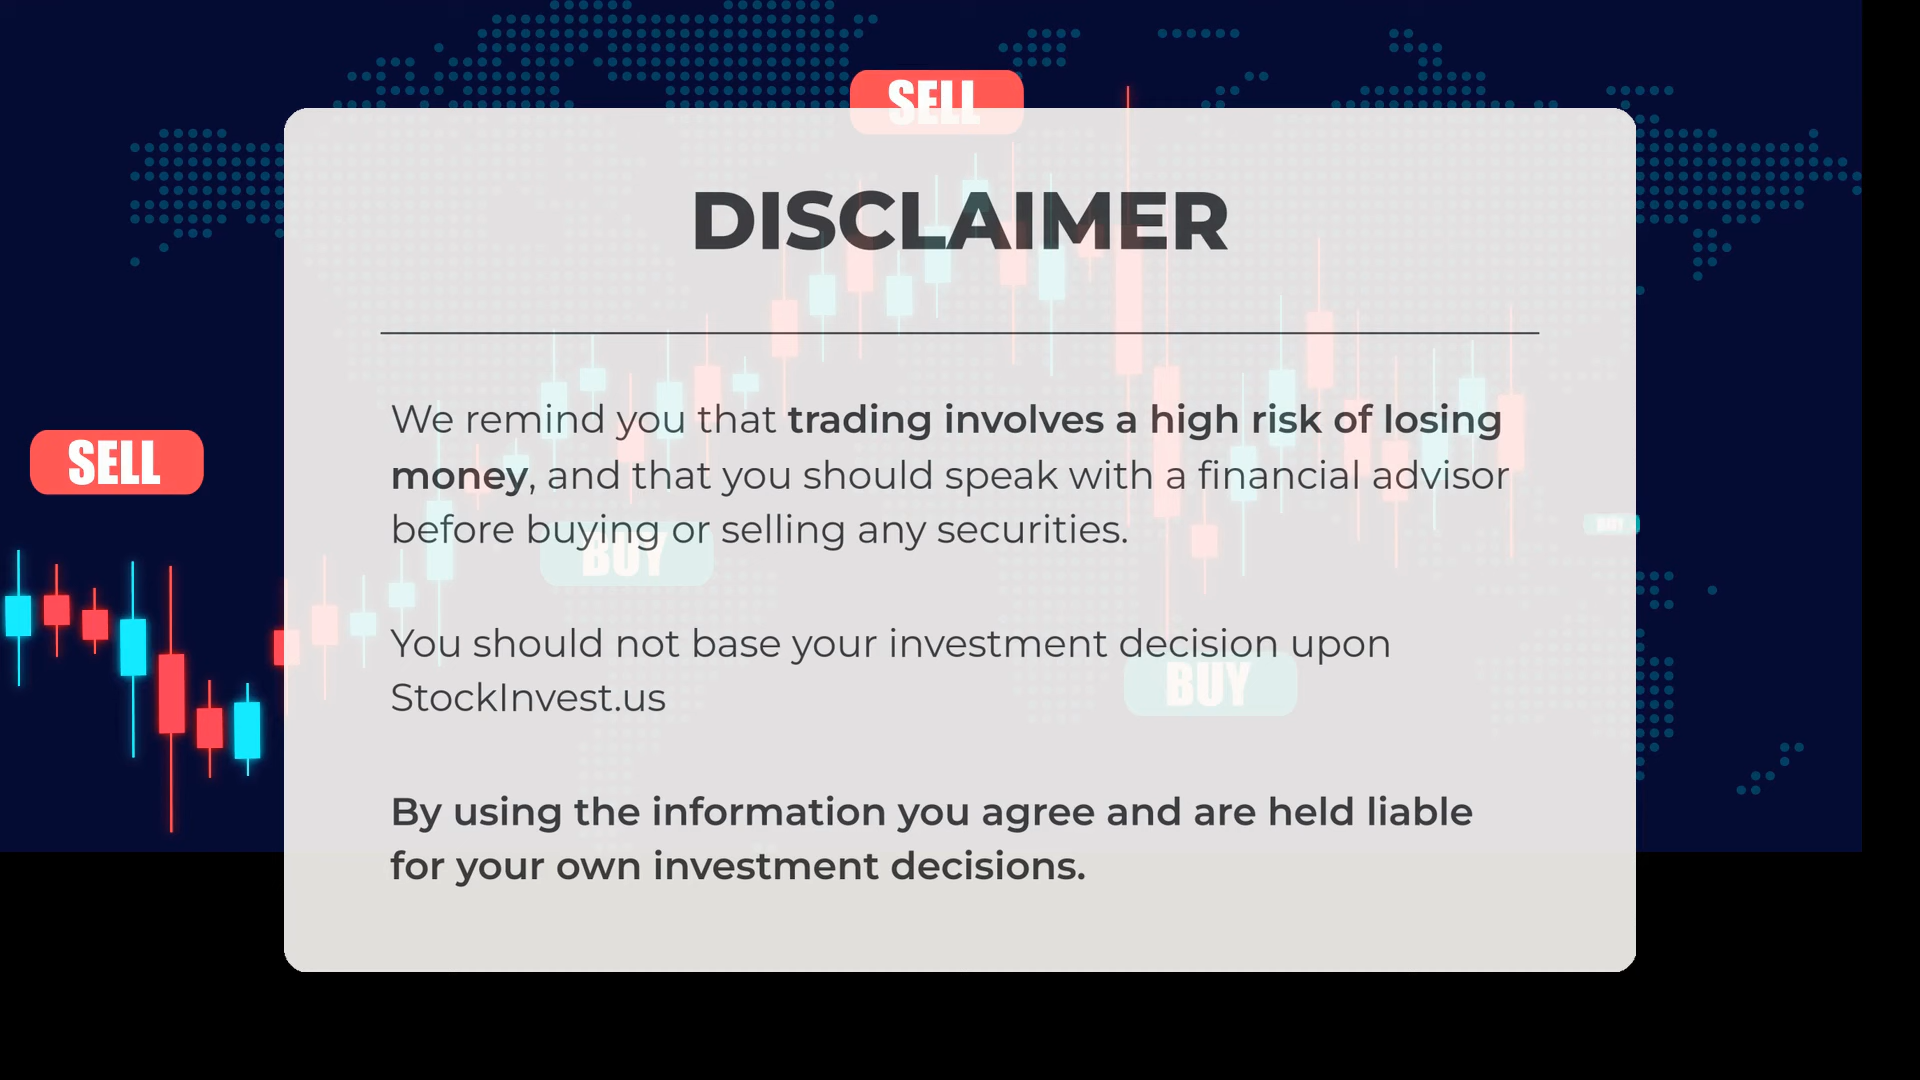 SELL
DISCLAIMER
We remind you that trading involves a high risk of losing
money, and that you should speak with a financial advisor
before buying or selling any securities.
SELL
BUY
BUY
You should not base your investment decision upon
StockInvest.us
BUY
By using the information you agree and are held liable
for your own investment decisions.